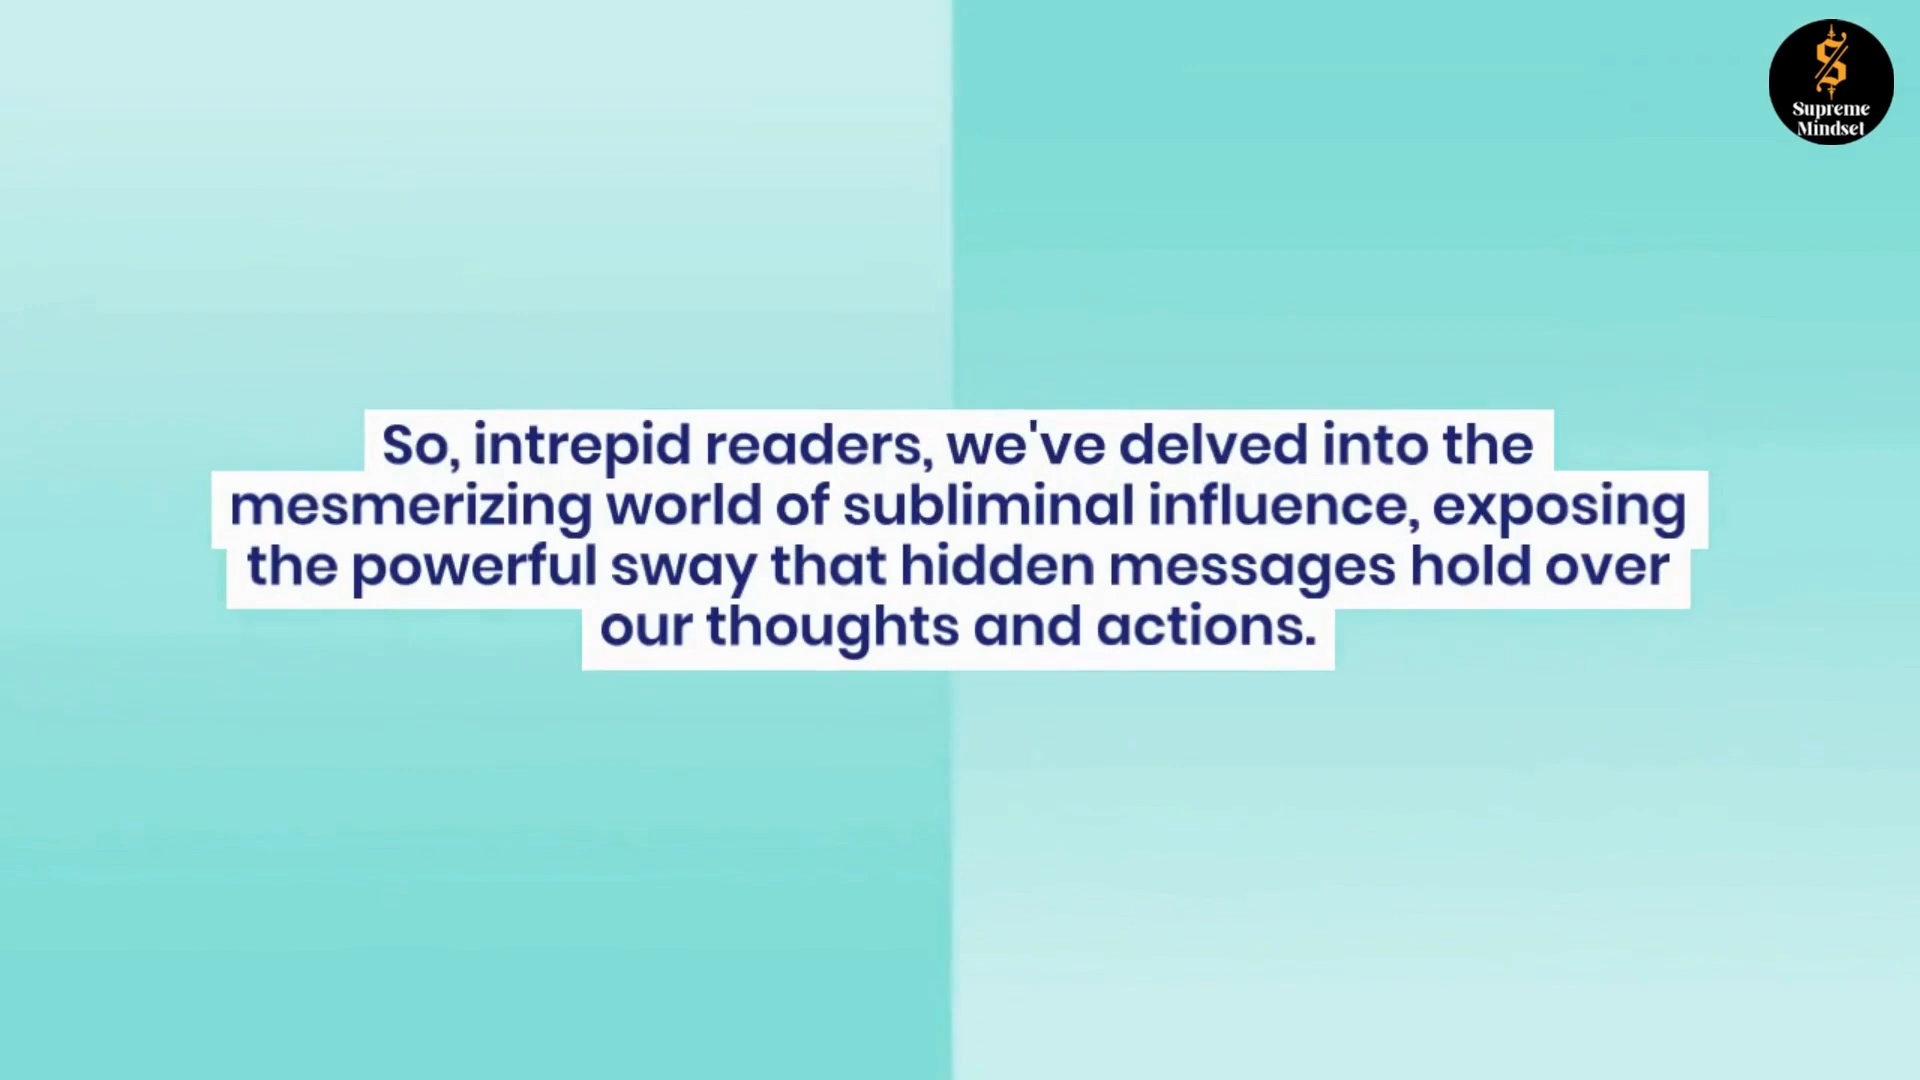 Supreme
Mindset
So, intrepid readers, we've delved into the
mesmerizing world of subliminal influence, exposing
the powerful sway that hidden messages hold over
our thoughts and actions.